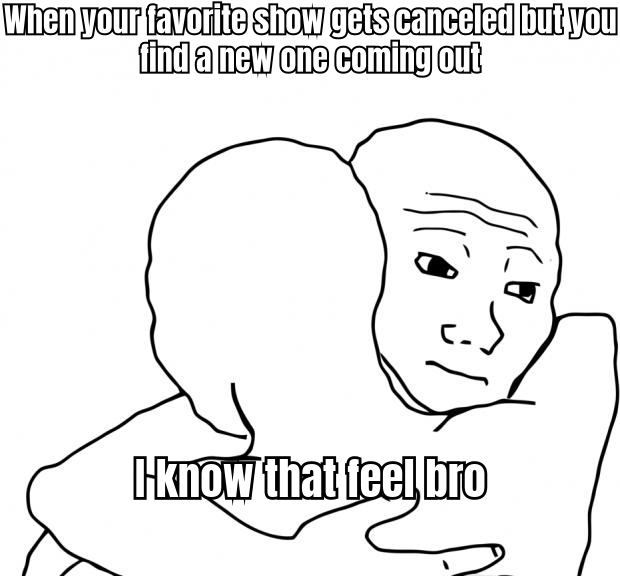 When your favorite show gets canceled but you
find a new one coming out
I know that feel bro